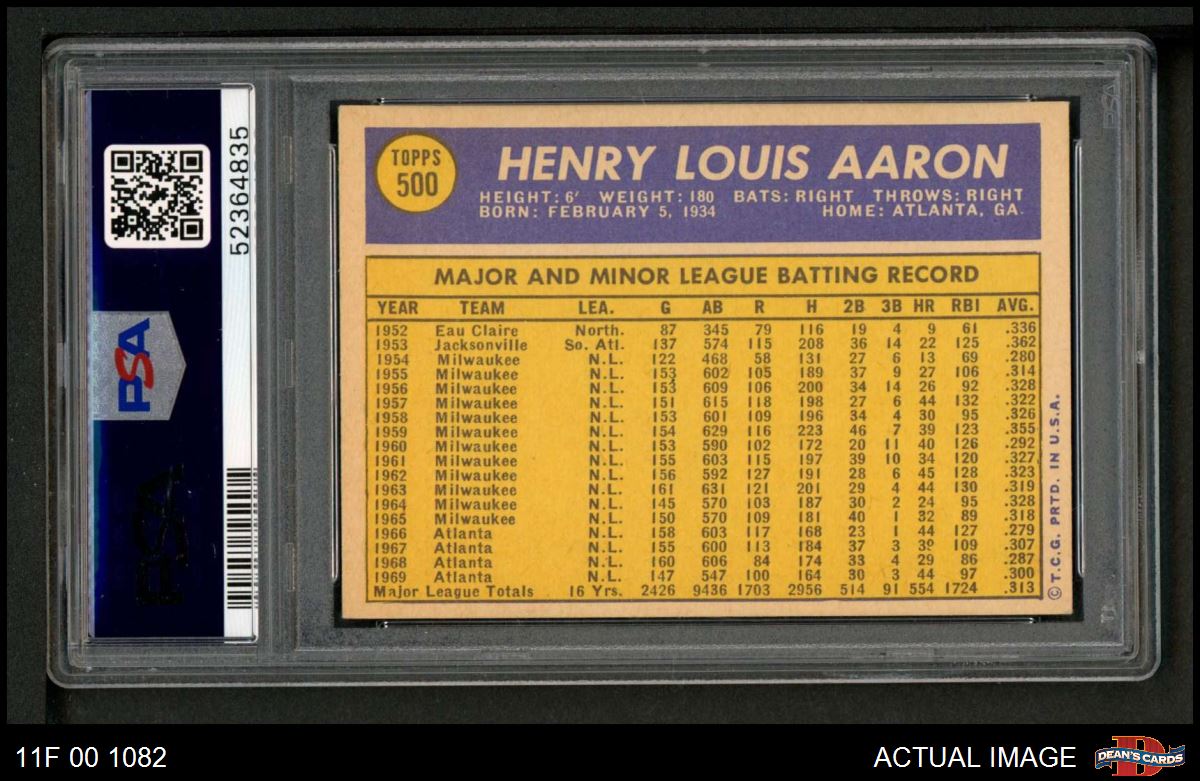 52364835
PSA
PSA
TOPPS
500
HENRY LOUIS AARON
HEIGHT: 6' WEIGHT: 180 BATS: RIGHT THROWS: RIGHT
BORN: FEBRUARY 5, 1934 HOME: ATLANTA, GA.
MAJOR AND MINOR LEAGUE BATTING RECORD
YEAR TEAM LEA. G AB R H 2B 3B HR RBI AVG.
1952 Eau Claire North. 87 345 79 116 19 4 9 61 .336
1953 Jacksonville So. Atl. 137 574 115 208 36 14 22 125 .362
1954 Milwaukee N.L. 122 468 58 131 27 6 13 69 .280
1955 Milwaukee N.L. 153 602 105 189 37 9 27 106 .314
1956 Milwaukee N.L. 153 609 106 200 34 14 26 92 .328
1957 Milwaukee N.L. 151 615 118 198 27 6 44 132 .322
1958 Milwaukee N.L. 153 601 109 196 34 4 30 95 .326
1959 Milwaukee N.L. 154 629 116 223 46 7 39 123 .355
1960 Milwaukee N.L. 153 590 102 172 20 11 40 126 .292
1961 Milwaukee N.L. 155 603 115 197 39 10 34 120 .327
1962 Milwaukee N.L. 156 592 127 191 28 6 45 128 .323
1963 Milwaukee N.L. 161 631 121 201 29 4 44 130 .319
1964 Milwaukee N.L. 145 570 103 187 30 2 24 95 .328
1965 Milwaukee N.L. 150 570 109 181 40 1 32 89 .318
1966 Atlanta N.L. 158 603 117 168 23 1 44 127 .279
1967 Atlanta N.L. 155 600 113 184 37 3 39 109 .307
1968 Atlanta N.L. 160 606 84 174 33 4 29 86 .287
1969 Atlanta N.L. 147 547 100 164 30 3 44 97 .300
Major League Totals 16 Yrs. 2426 9436 1703 2956 514 91 554 1724 .313
© T.C.G. PRTD. IN U.S.A.
PSA
11F 00 1082
ACTUAL IMAGE
D
DEAN'S CARDS